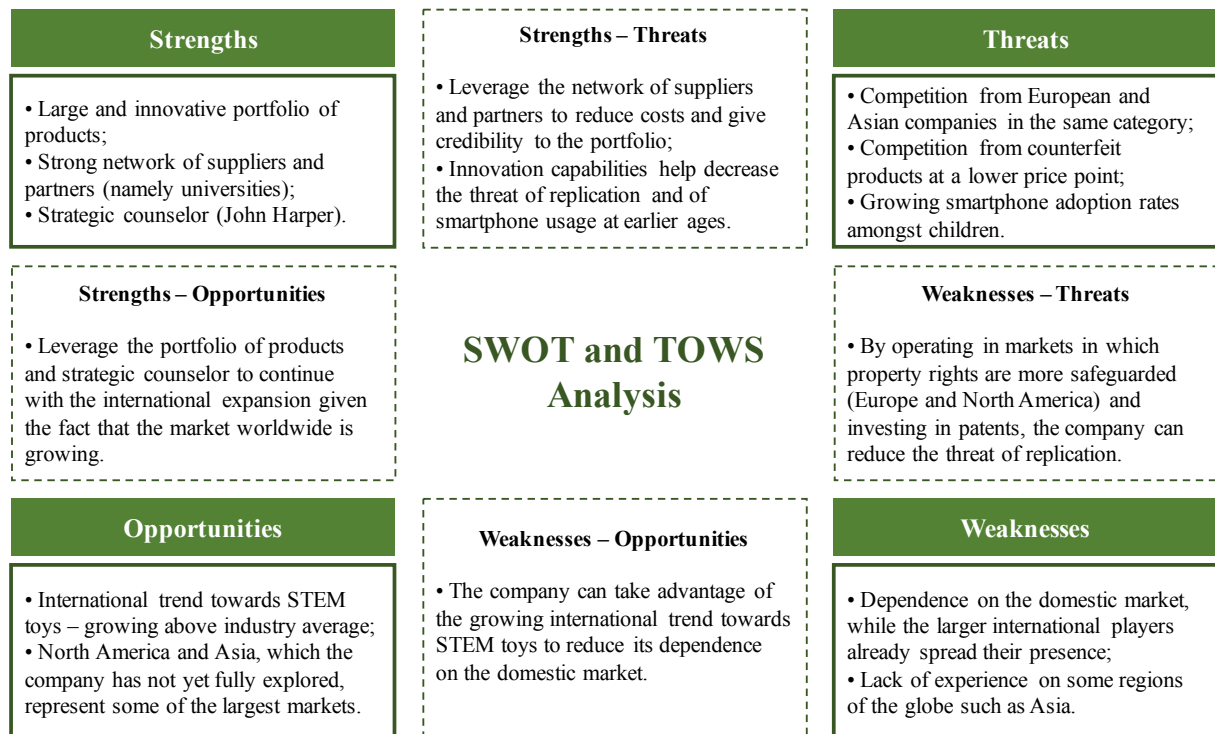 Strengths
• Large and innovative portfolio of
products;
• Strong network of suppliers and
partners (namely universities);
• Strategic counselor (John Harper).
Strengths – Threats
• Leverage the network of suppliers
and partners to reduce costs and give
credibility to the portfolio;
• Innovation capabilities help decrease
the threat of replication and of
smartphone usage at earlier ages.
Threats
• Competition from European and
Asian companies in the same category;
• Competition from counterfeit
products at a lower price point;
• Growing smartphone adoption rates
amongst children.
Strengths – Opportunities
• Leverage the portfolio of products
and strategic counselor to continue
with the international expansion given
the fact that the market worldwide is
growing.
SWOT and TOWS
Analysis
Weaknesses – Threats
• By operating in markets in which
property rights are more safeguarded
(Europe and North America) and
investing in patents, the company can
reduce the threat of replication.
Opportunities
• International trend towards STEM
toys – growing above industry average;
• North America and Asia, which the
company has not yet fully explored,
represent some of the largest markets.
Weaknesses – Opportunities
• The company can take advantage of
the growing international trend towards
STEM toys to reduce its dependence
on the domestic market.
Weaknesses
• Dependence on the domestic market,
while the larger international players
already spread their presence;
• Lack of experience on some regions
of the globe such as Asia.